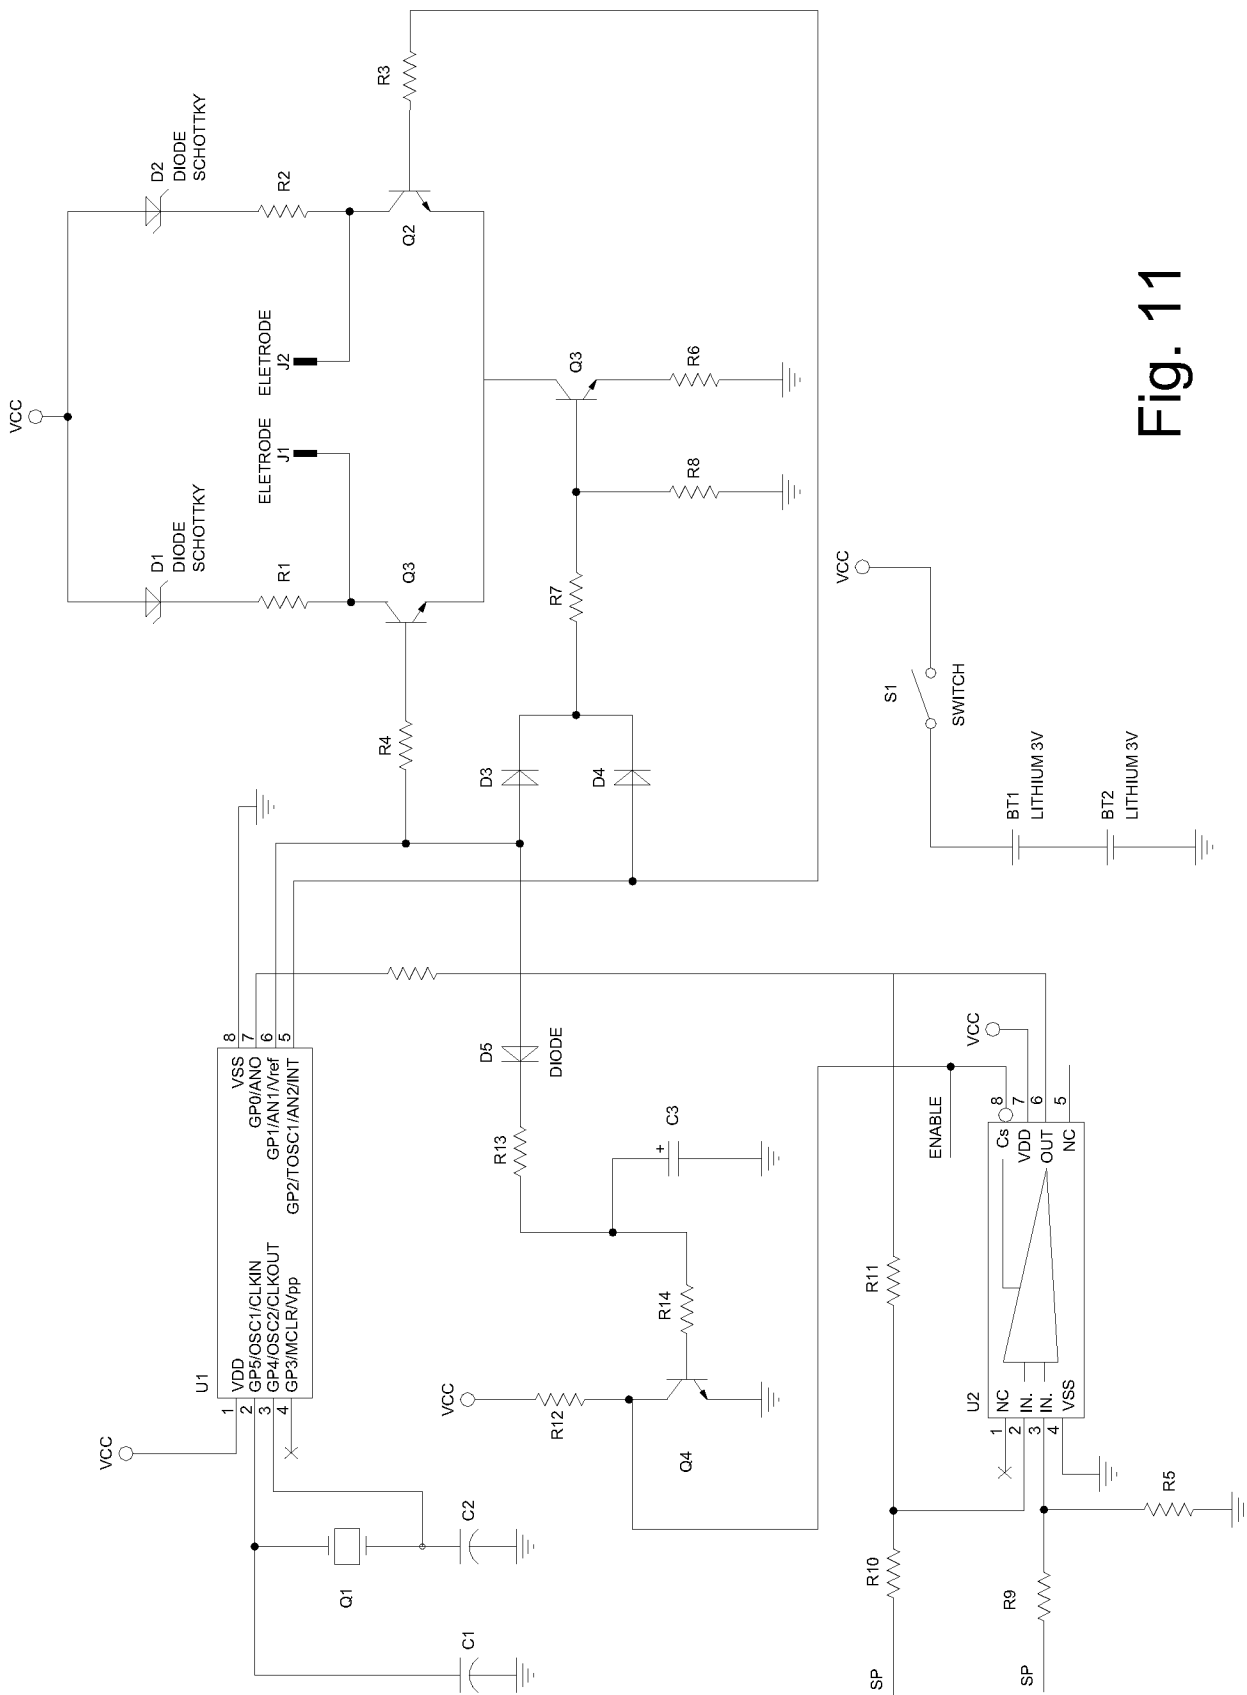 VCC
D1
DIODE
SCHOTTKY
D2
DIODE
SCHOTTKY
R1
R2
ELETRODE
J1
ELETRODE
J2
Q3
Q2
R3
R4
VCC
U1
1
2
3
4
VDD
GP5/OSC1/CLKIN
GP4/OSC2/CLKOUT
GP3/MCLR/Vpp
VSS
GP0/ANO
GP1/AN1/Vref
GP2/TOSC1/AN2/INT
8
7
6
5
Q1
C1
C2
D3
D4
R7
Q3
R8
R6
D5
DIODE
R13
C3
+
R14
VCC
R12
Q4
R10
R11
SP
R9
SP
R5
U2
1
2
3
4
NC
IN.
IN.
VSS
Cs
VDD
OUT
NC
8
7
6
5
ENABLE
VCC
S1
SWITCH
VCC
BT1
LITHIUM 3V
BT2
LITHIUM 3V
Fig. 11